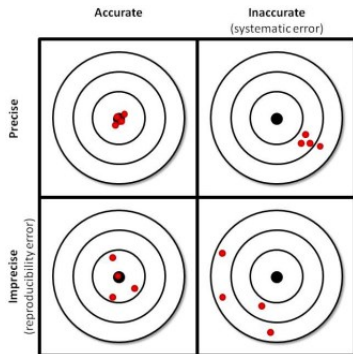 Accurate
Inaccurate
(systematic error)
Precise
Imprecise
(reproducibility error)